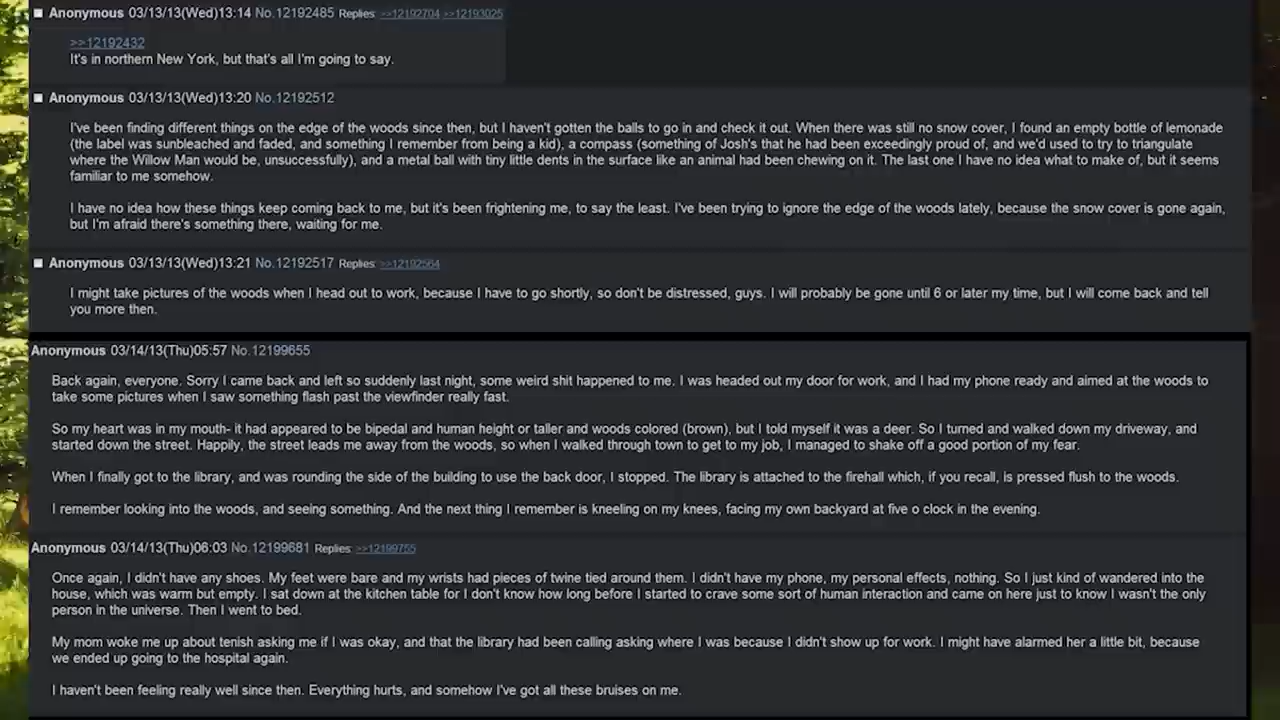 Anonymous 03/13/13(Wed)13:14 No.12192485 Replies: >>12192704 >>12193025
>>12192432
It's in northern New York, but that's all I'm going to say.
Anonymous 03/13/13(Wed)13:20 No.12192512
I've been finding different things on the edge of the woods since then, but I haven't gotten the balls to go in and check it out. When there was still no snow cover, I found an empty bottle of lemonade
(the label was sunbleached and faded, and something I remember from being a kid), a compass (something of Josh's that he had been exceedingly proud of, and we'd used to try to triangulate
where the Willow Man would be, unsuccessfully), and a metal ball with tiny little dents in the surface like an animal had been chewing on it. The last one I have no idea what to make of, but it seems
familiar to me somehow.
I have no idea how these things keep coming back to me, but it's been frightening me, to say the least. I've been trying to ignore the edge of the woods lately, because the snow cover is gone again,
but I'm afraid there's something there, waiting for me.
Anonymous 03/13/13(Wed)13:21 No.12192517 Replies: >>12192564
I might take pictures of the woods when I head out to work, because I have to go shortly, so don't be distressed, guys. I will probably be gone until 6 or later my time, but I will come back and tell
you more then.
Anonymous 03/14/13(Thu)05:57 No.12199655
Back again, everyone. Sorry I came back and left so suddenly last night, some weird shit happened to me. I was headed out my door for work, and I had my phone ready and aimed at the woods to
take some pictures when I saw something flash past the viewfinder really fast.
So my heart was in my mouth- it had appeared to be bipedal and human height or taller and woods colored (brown), but I told myself it was a deer. So I turned and walked down my driveway, and
started down the street. Happily, the street leads me away from the woods, so when I walked through town to get to my job, I managed to shake off a good portion of my fear.
When I finally got to the library, and was rounding the side of the building to use the back door, I stopped. The library is attached to the firehall which, if you recall, is pressed flush to the woods.
I remember looking into the woods, and seeing something. And the next thing I remember is kneeling on my knees, facing my own backyard at five o clock in the evening.
Anonymous 03/14/13(Thu)06:03 No.12199681 Replies: >>12199755
Once again, I didn't have any shoes. My feet were bare and my wrists had pieces of twine tied around them. I didn't have my phone, my personal effects, nothing. So I just kind of wandered into the
house, which was warm but empty. I sat down at the kitchen table for I don't know how long before I started to crave some sort of human interaction and came on here just to know I wasn't the only
person in the universe. Then I went to bed.
My mom woke me up about tenish asking me if I was okay, and that the library had been calling asking where I was because I didn't show up for work. I might have alarmed her a little bit, because
we ended up going to the hospital again.
I haven't been feeling really well since then. Everything hurts, and somehow I've got all these bruises on me.